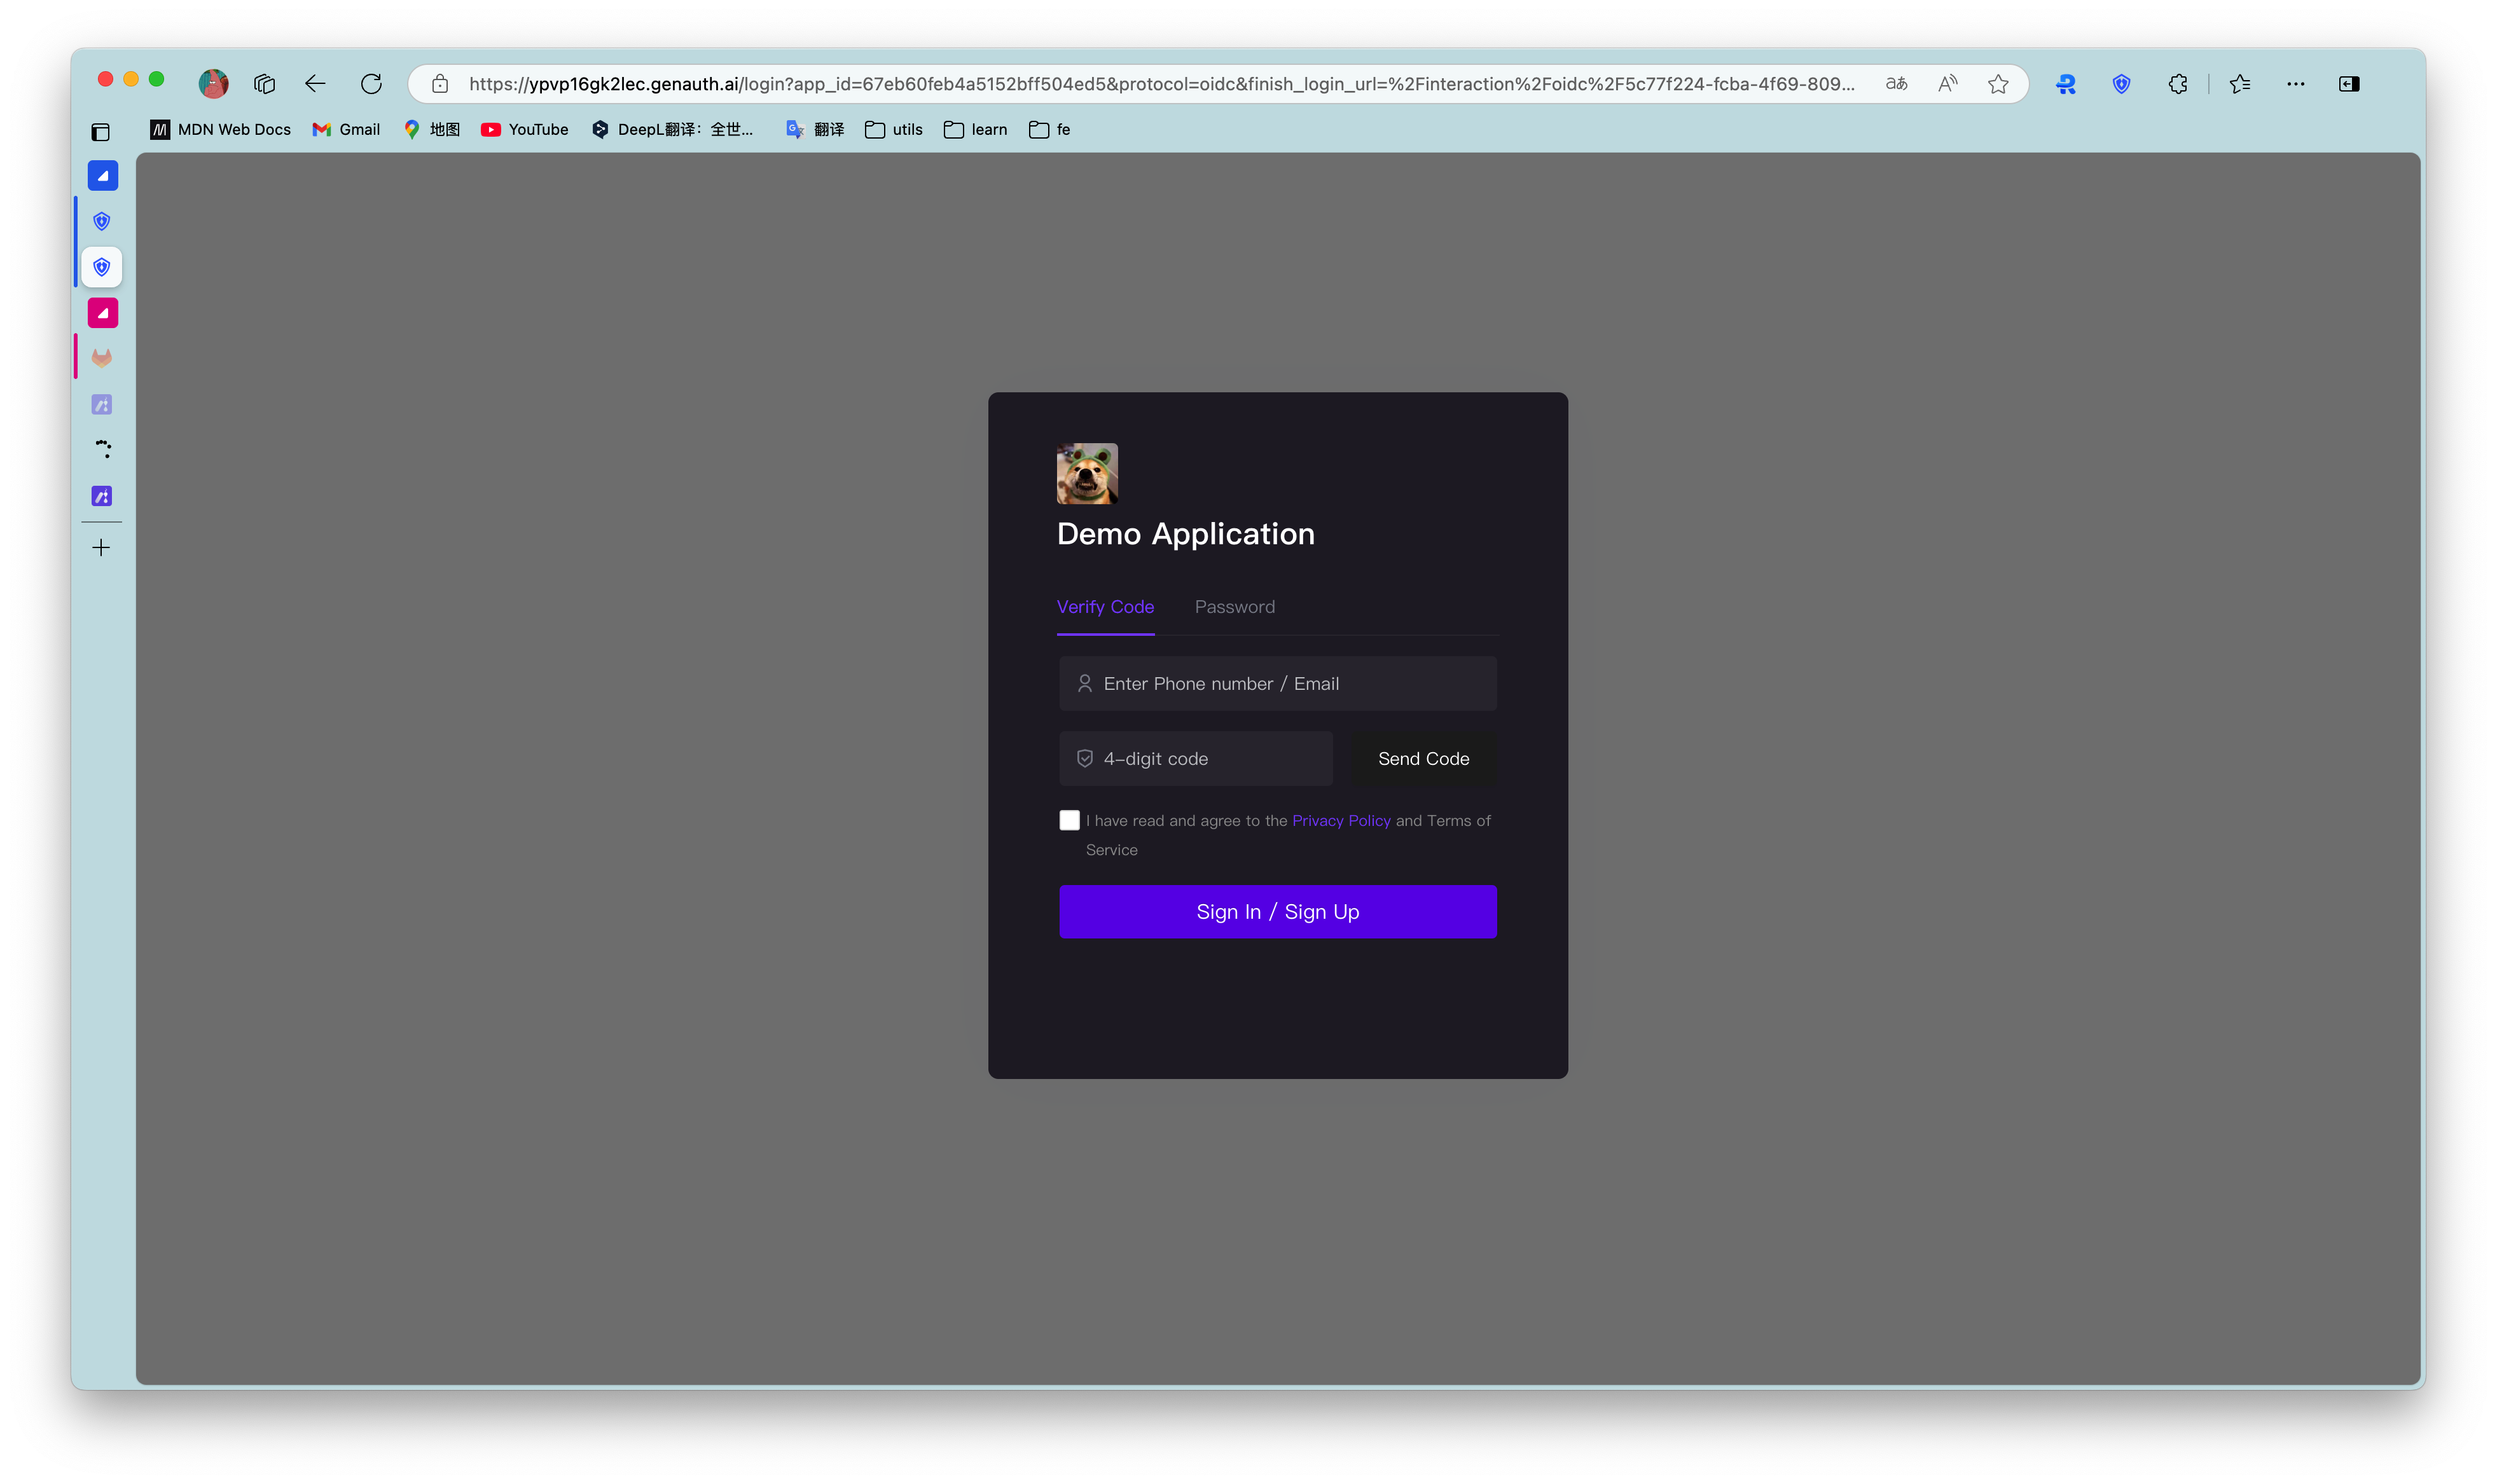 https://ypvp16gk2lec.genauth.ai/login?app_id=67eb60feb4a5152bff504ed5&protocol=oidc&finish_login_url=%2Finteraction%2Foidc%2F5c77f224-fcba-4f69-809...
MDN Web Docs Gmail 地图 YouTube DeepL翻译：全世... 翻译 utils learn fe
Demo Application
Verify Code Password
Enter Phone number / Email
4-digit code Send Code
I have read and agree to the Privacy Policy and Terms of
Service
Sign In / Sign Up